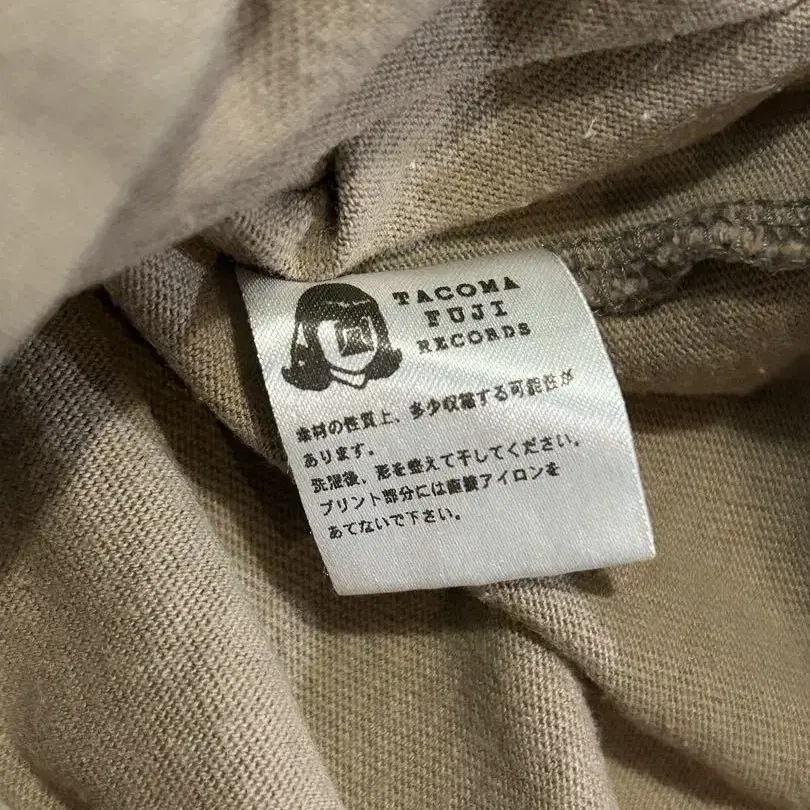 TACOMA
FUJI
RECORDS
素材の性質上、多少収縮する可能性が
あります。
洗濯後、形を整えて干してください。
プリント部分には直接アイロンを
あてないで下さい。